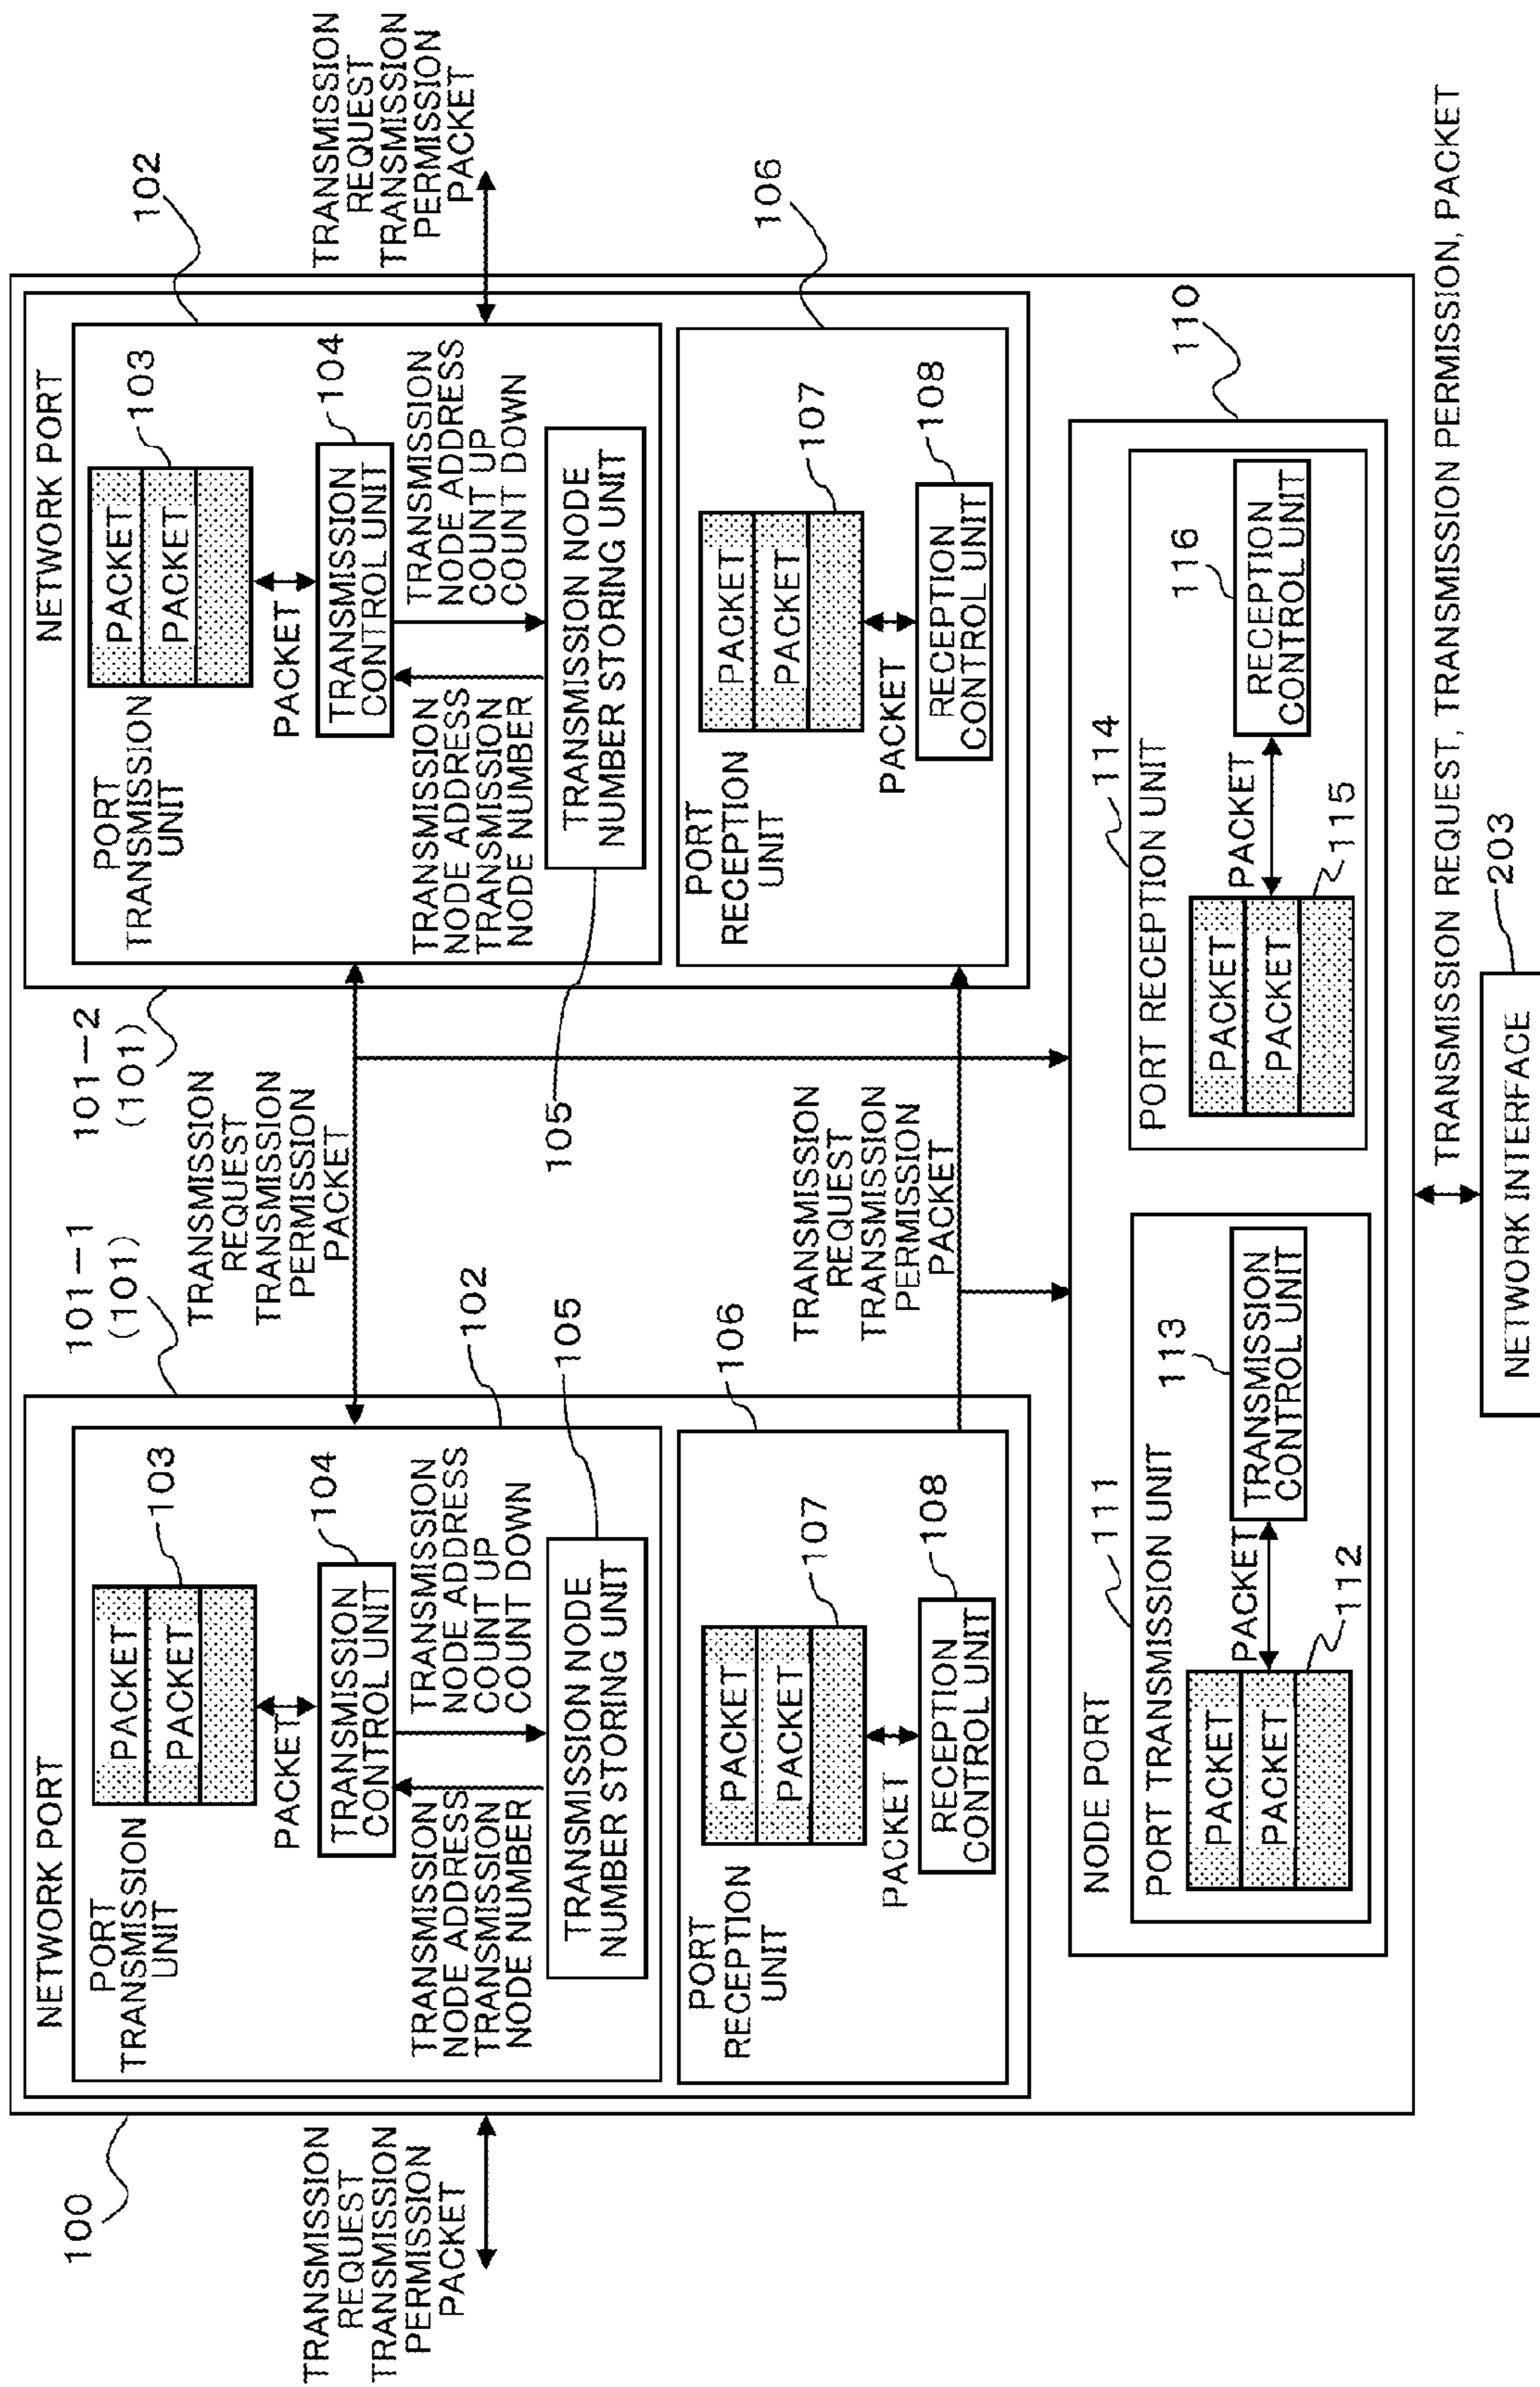 100
TRANSMISSION
REQUEST
TRANSMISSION
PERMISSION
PACKET
NETWORK PORT
PORT
TRANSMISSION
UNIT
PACKET
PACKET
103
PACKET
TRANSMISSION
CONTROL UNIT
104
TRANSMISSION
NODE ADDRESS
TRANSMISSION
NODE NUMBER
TRANSMISSION
NODE ADDRESS
COUNT UP
COUNT DOWN
TRANSMISSION NODE
NUMBER STORING UNIT
105
102
PORT
RECEPTION
UNIT
PACKET
PACKET
107
PACKET
RECEPTION
CONTROL UNIT
108
106
101-1
(101)
TRANSMISSION
REQUEST
TRANSMISSION
PERMISSION
PACKET
101-2
(101)
105
TRANSMISSION
REQUEST
TRANSMISSION
PERMISSION
PACKET
NETWORK PORT
PORT
TRANSMISSION
UNIT
PACKET
PACKET
103
PACKET
TRANSMISSION
CONTROL UNIT
104
TRANSMISSION
NODE ADDRESS
TRANSMISSION
NODE NUMBER
TRANSMISSION
NODE ADDRESS
COUNT UP
COUNT DOWN
TRANSMISSION NODE
NUMBER STORING UNIT
102
TRANSMISSION
REQUEST
TRANSMISSION
PERMISSION
PACKET
PORT
RECEPTION
UNIT
PACKET
PACKET
107
PACKET
RECEPTION
CONTROL UNIT
108
106
NODE PORT
110
111
PORT TRANSMISSION UNIT
PACKET
PACKET
112
PACKET
TRANSMISSION
CONTROL UNIT
113
114
PORT RECEPTION UNIT
PACKET
PACKET
115
PACKET
RECEPTION
CONTROL UNIT
116
TRANSMISSION REQUEST, TRANSMISSION PERMISSION, PACKET
NETWORK INTERFACE
203